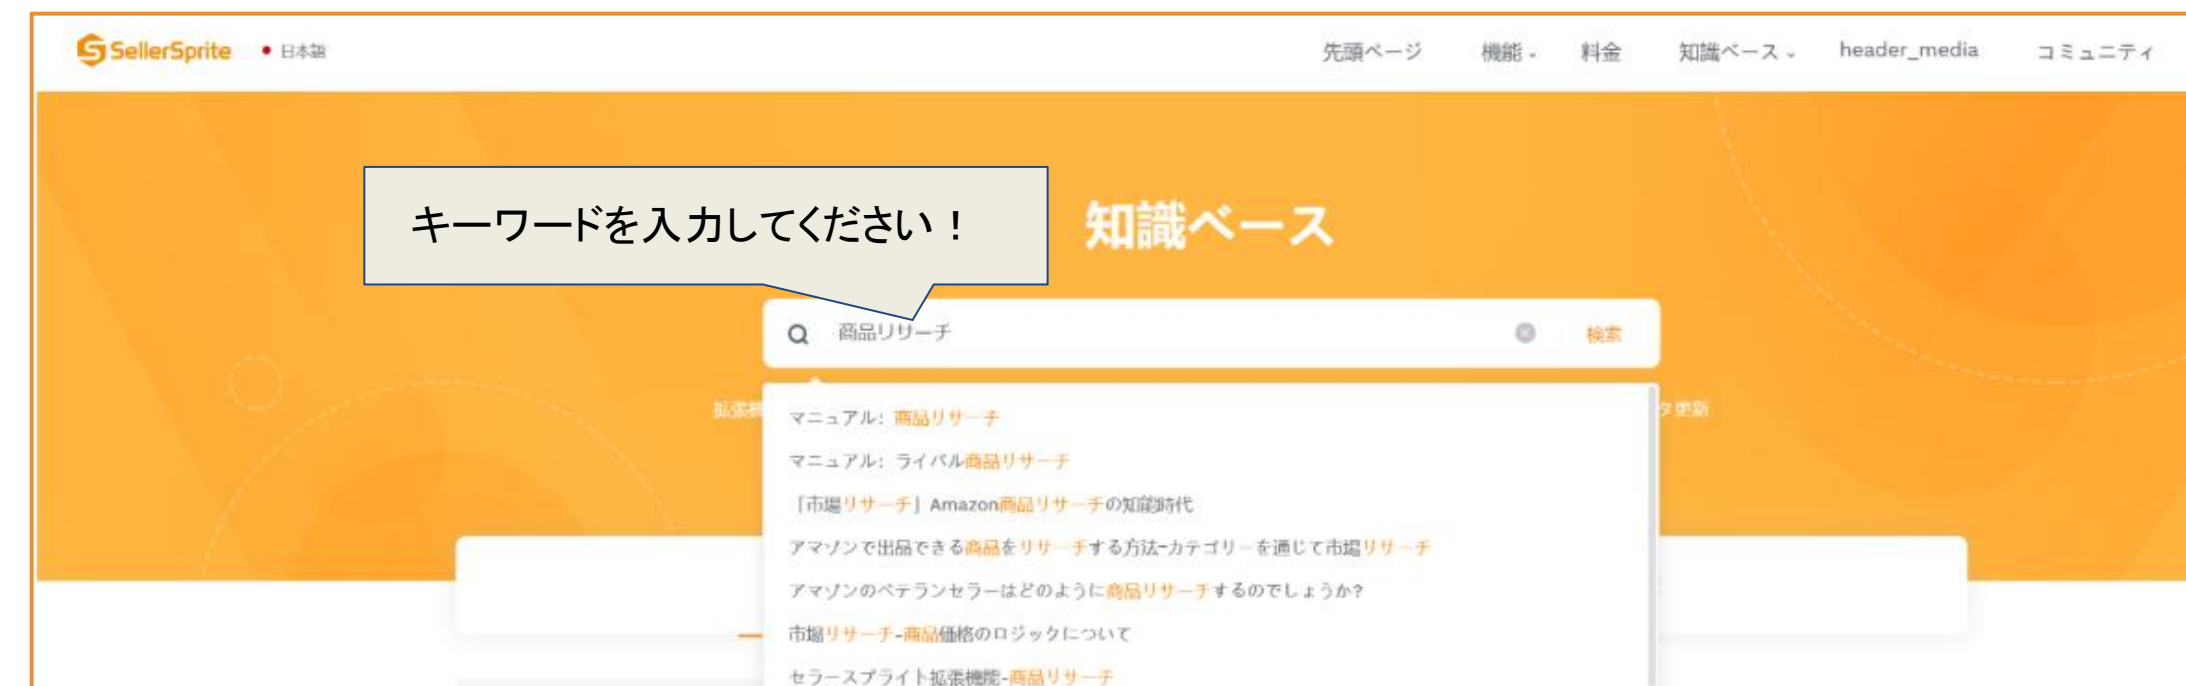 SellerSprite 日本語 先頭ページ 機能 料金 知識ベース header_media コミュニティ
キーワードを入力してください！
知識ベース
商品リサーチ 検索
拡張機 タ更新
マニュアル: 商品リサーチ
マニュアル: ライバル商品リサーチ
「市場リサーチ」Amazon商品リサーチの知能時代
アマゾンで出品できる商品をリサーチする方法-カテゴリーを通じて市場リサーチ
アマゾンのベテランセラーはどのように商品リサーチするのでしょうか?
市場リサーチ-商品価格のロジックについて
セラースプライト拡張機能-商品リサーチ